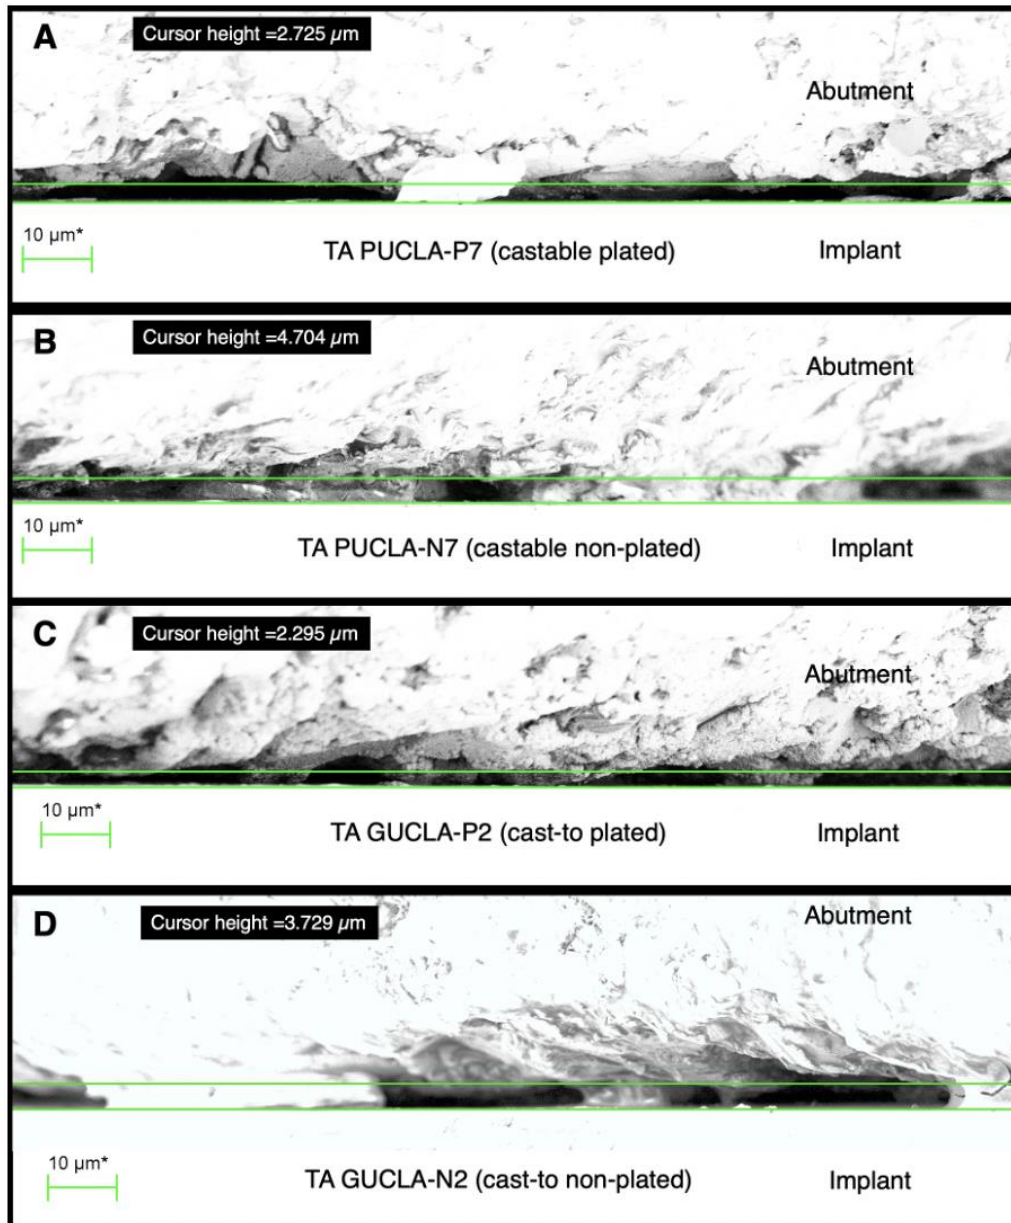 A
Cursor height =2.725 µm
Abutment
10 µm*
TA PUCLA-P7 (castable plated)
Implant
B
Cursor height =4.704 µm
Abutment
10 µm*
TA PUCLA-N7 (castable non-plated)
Implant
C
Cursor height =2.295 µm
Abutment
10 µm*
TA GUCLA-P2 (cast-to plated)
Implant
D
Cursor height =3.729 µm
Abutment
10 µm*
TA GUCLA-N2 (cast-to non-plated)
Implant